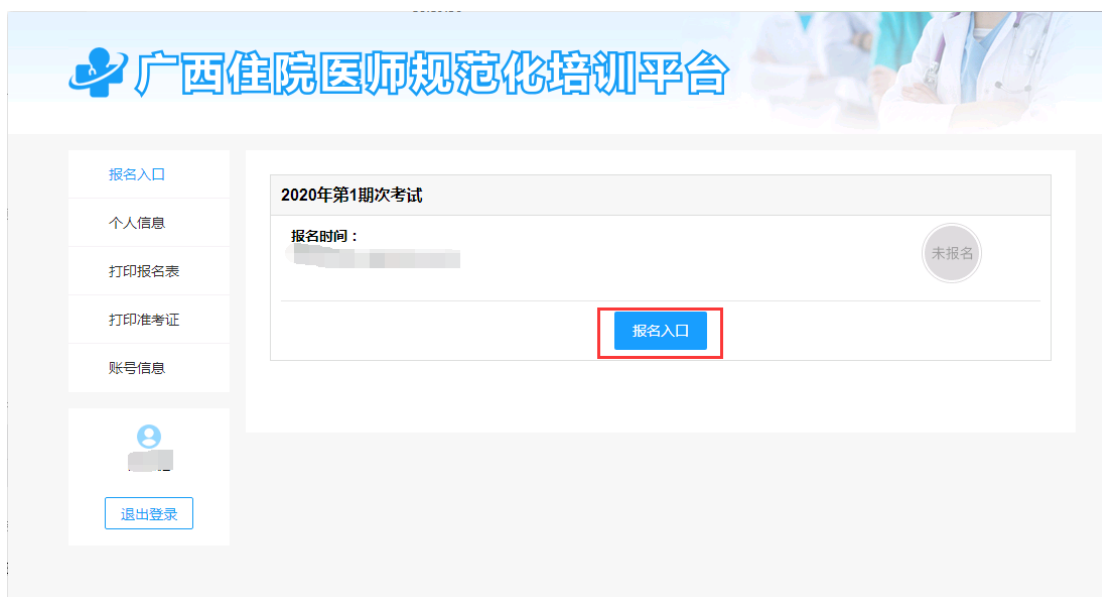 广西住院医师规范化培训平台
报名入口
个人信息
打印报名表
打印准考证
账号信息
退出登录
2020年第1期次考试
报名时间：
未报名
报名入口